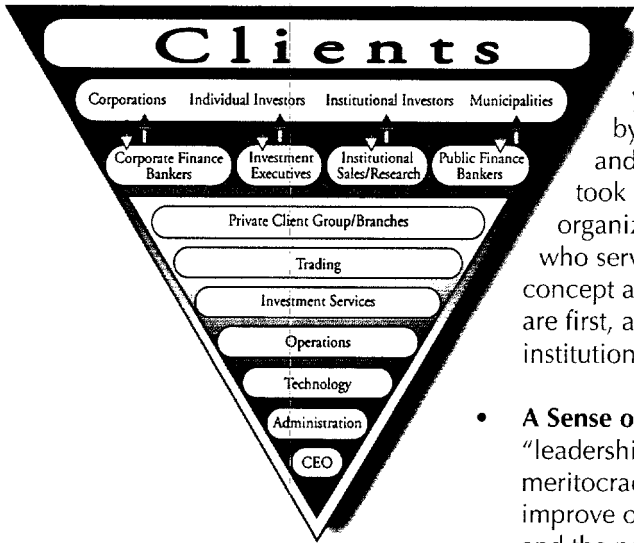 Clients
Corporations Individual Investors Institutional Investors Municipalities
Corporate Finance Bankers Investment Executives Institutional Sales/Research Public Finance Bankers
Private Client Group/Branches
Trading
Investment Services
Operations
Technology
Administration
CEO
by
and
took
organiz
who serv
concept a
are first, a
institution
• A Sense o
"leadershi
meritocrac
improve o
and the p